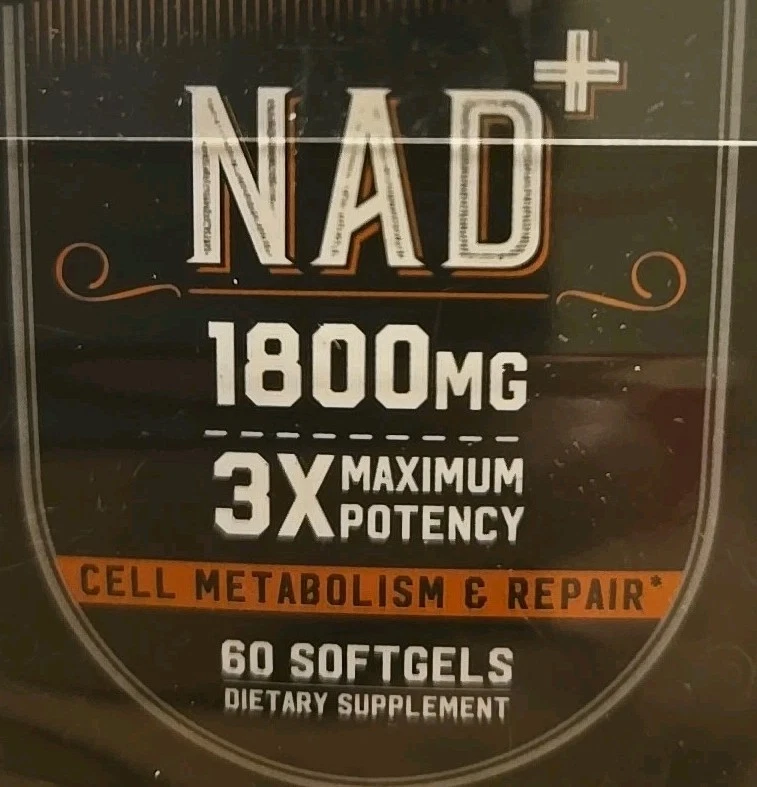 NAD+
1800MG
3X MAXIMUM POTENCY
CELL METABOLISM & REPAIR*
60 SOFTGELS
DIETARY SUPPLEMENT